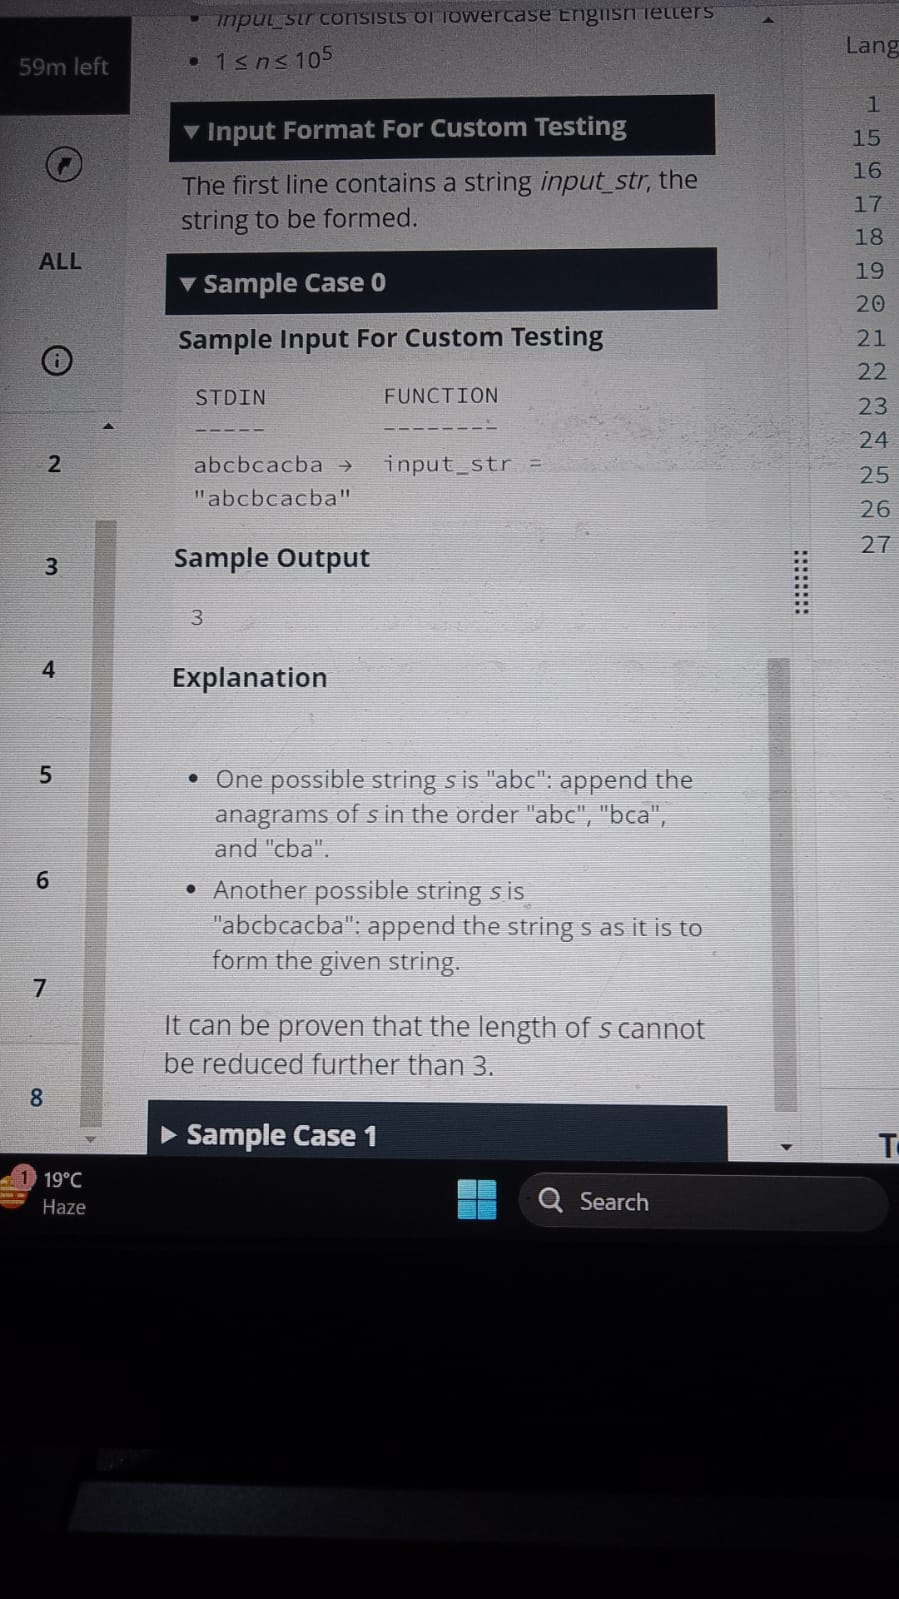 input_str consists of lowercase English letters
59m left
• 1 ≤ n ≤ 10⁵
Lang
▼ Input Format For Custom Testing
The first line contains a string input_str, the
string to be formed.
ALL
▼ Sample Case 0
Sample Input For Custom Testing
STDIN FUNCTION
----- --------
abcbcacba → input_str =
"abcbcacba"
Sample Output
3
Explanation
• One possible string s is "abc": append the
anagrams of s in the order "abc", "bca",
and "cba".
• Another possible string s is
"abcbcacba": append the string s as it is to
form the given string.
It can be proven that the length of s cannot
be reduced further than 3.
▶ Sample Case 1
2
3
4
5
6
7
8
1
15
16
17
18
19
20
21
22
23
24
25
26
27
1
19°C
Haze
Search